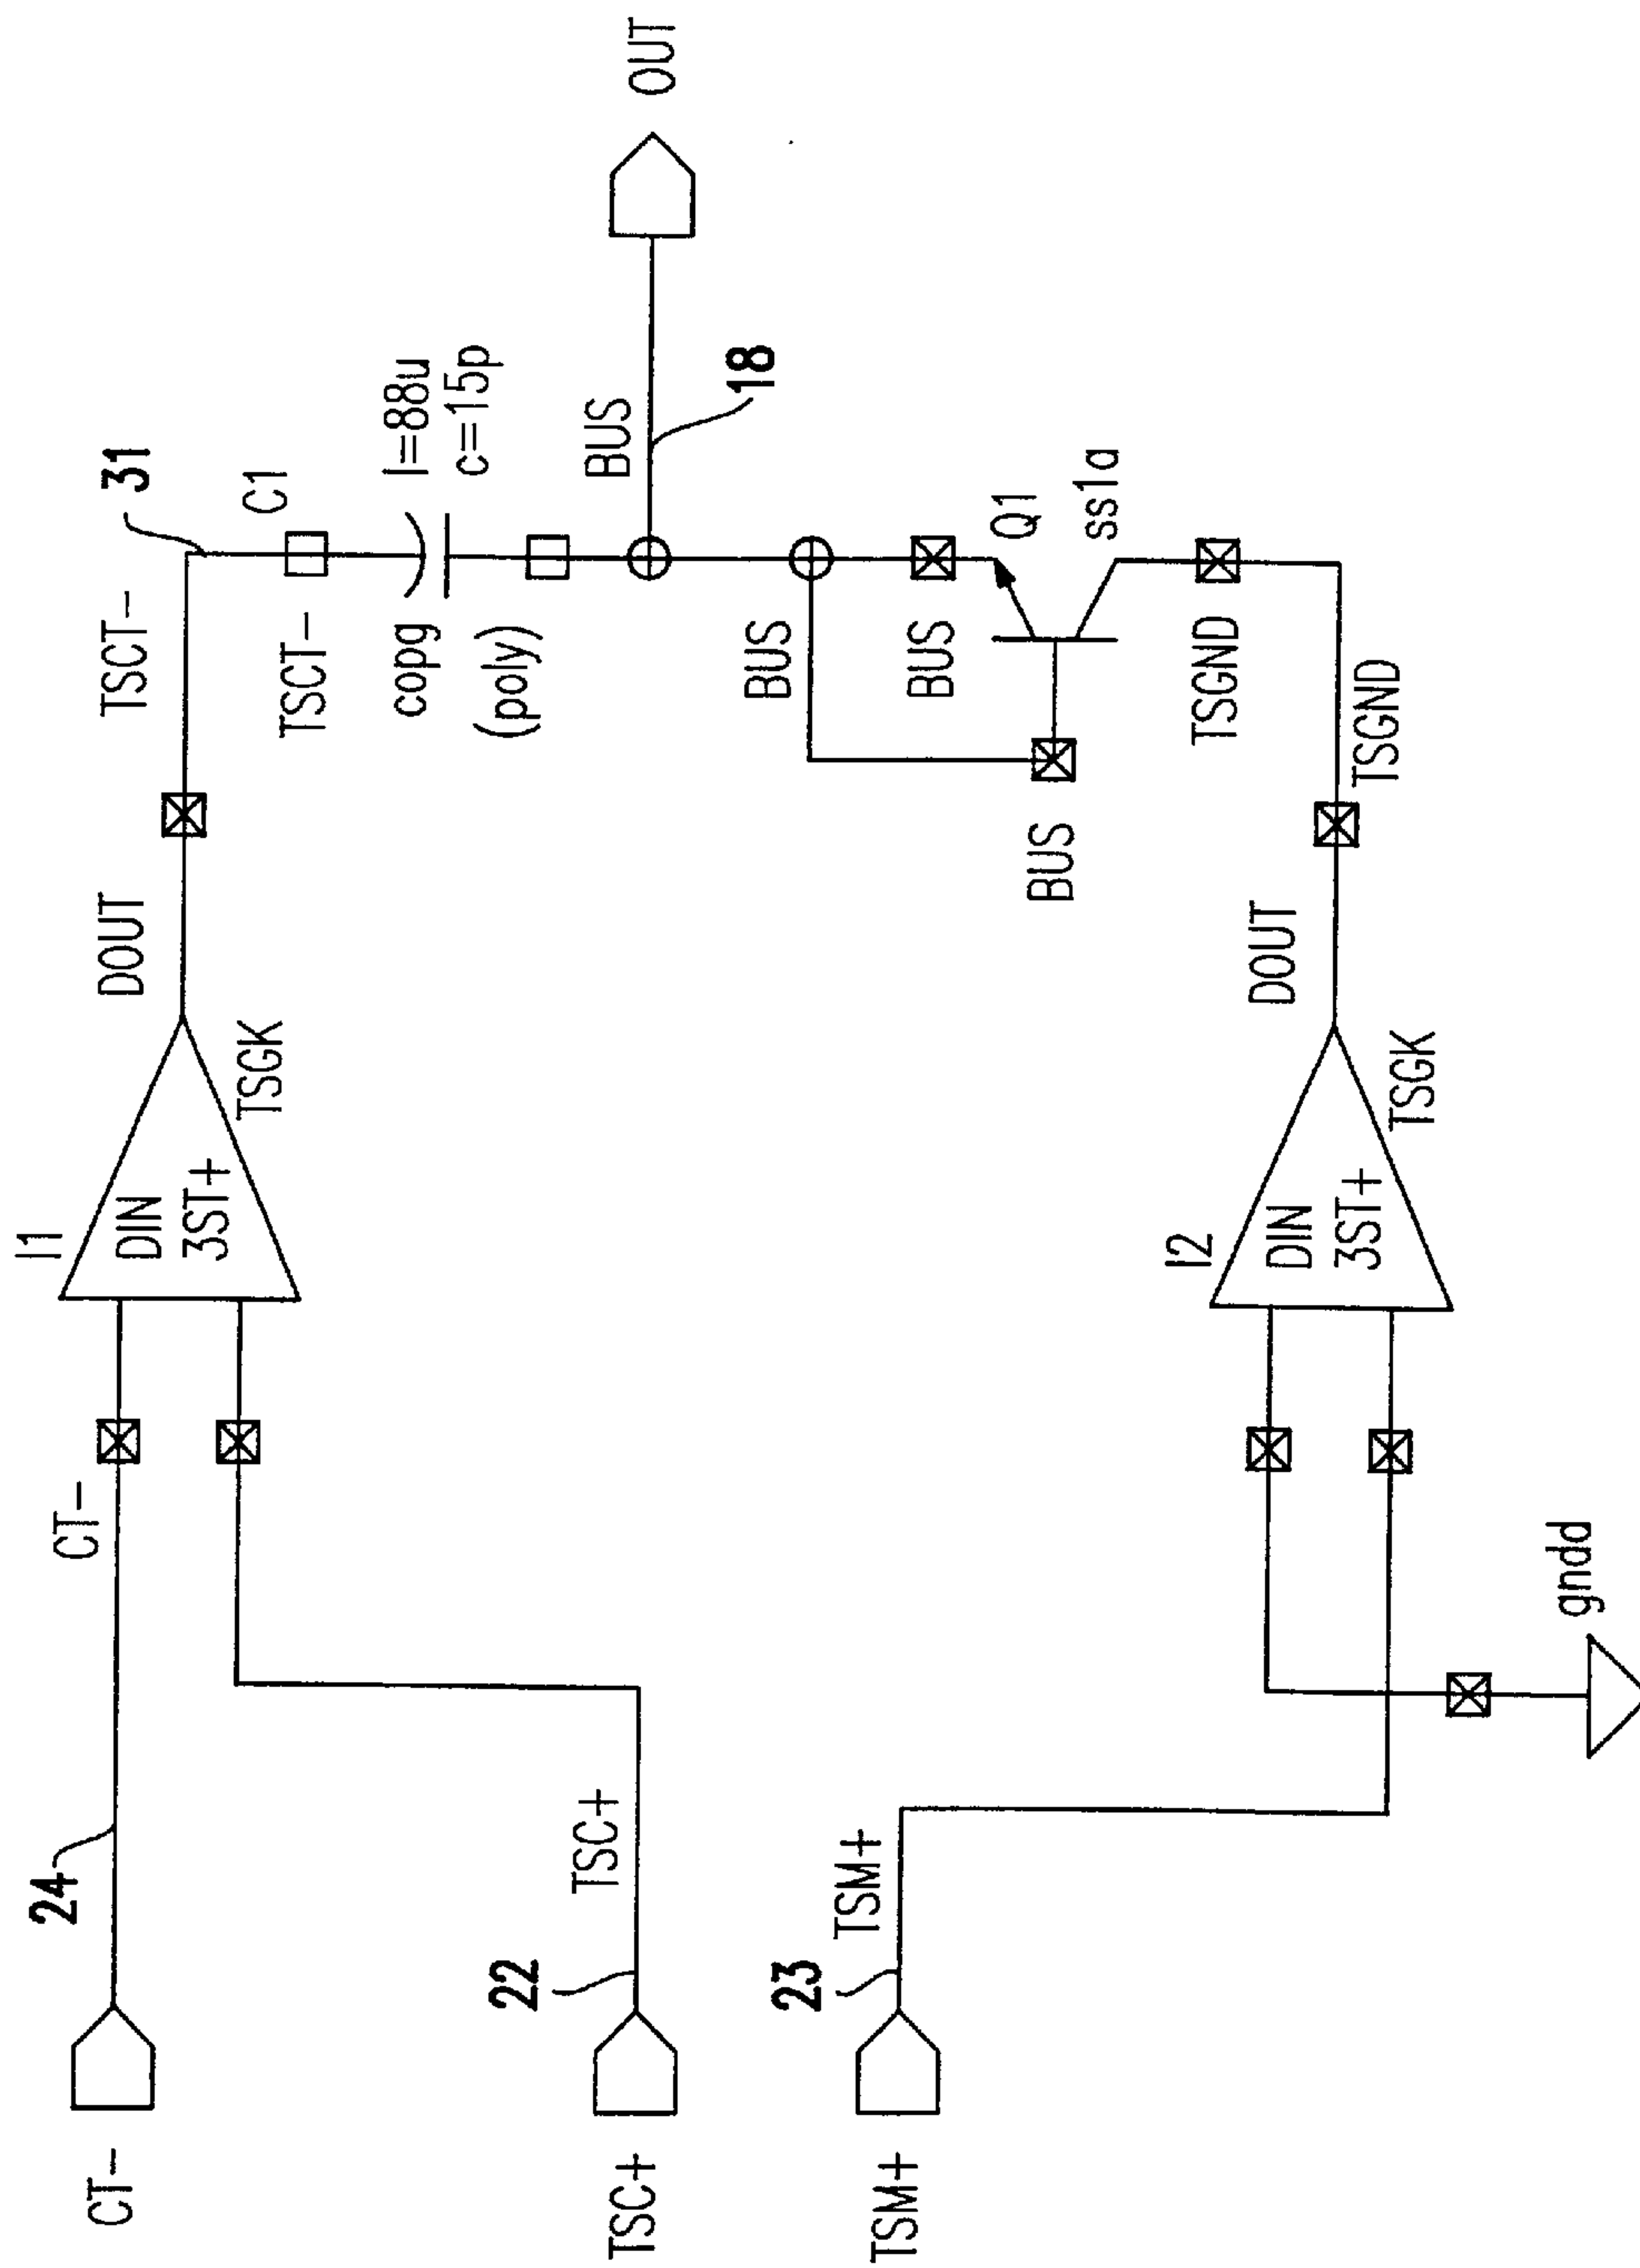 CT-
24
CT-
I1
DIN
3ST+
TSGK
DOUT
TSCT-
31
C1
TSCT-
copg
(poly)
l=88u
c=15p
BUS
18
OUT
TSC+
22
TSC+
TSM+
23
TSM+
BUS
BUS
BUS
Q1
ss1a
TSGND
TSGND
I2
DIN
3ST+
TSGK
DOUT
gndd